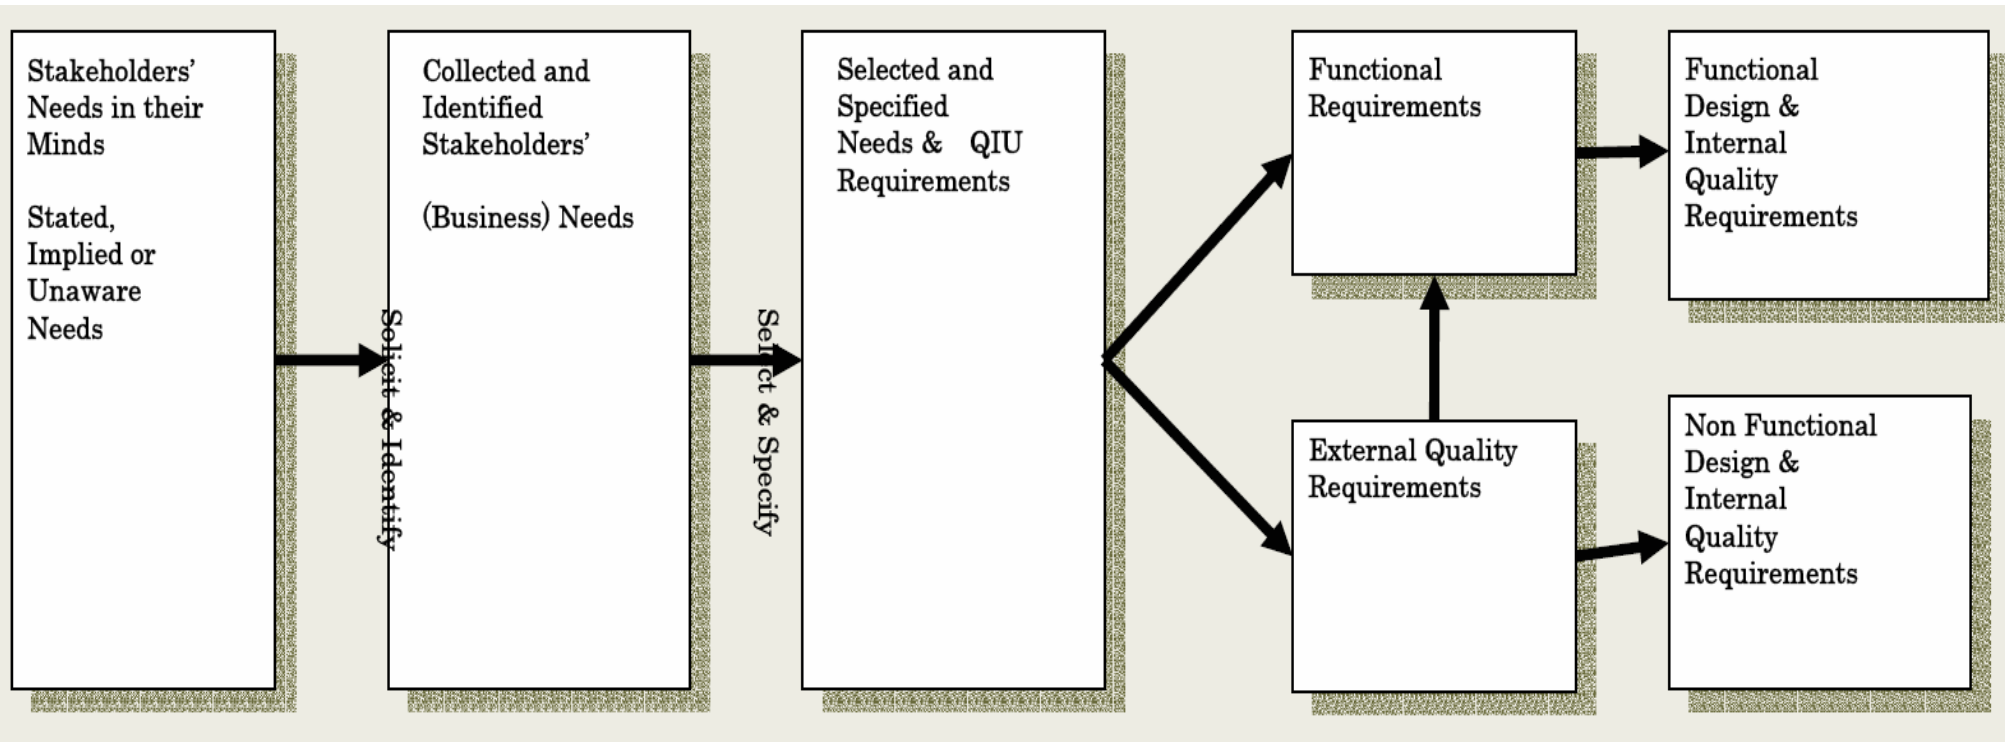 Stakeholders’
Needs in their
Minds
Stated,
Implied or
Unaware
Needs
Solicit & Identify
Collected and
Identified
Stakeholders’
(Business) Needs
Select & Specify
Selected and
Specified
Needs & QIU
Requirements
Functional
Requirements
External Quality
Requirements
Functional
Design &
Internal
Quality
Requirements
Non Functional
Design &
Internal
Quality
Requirements